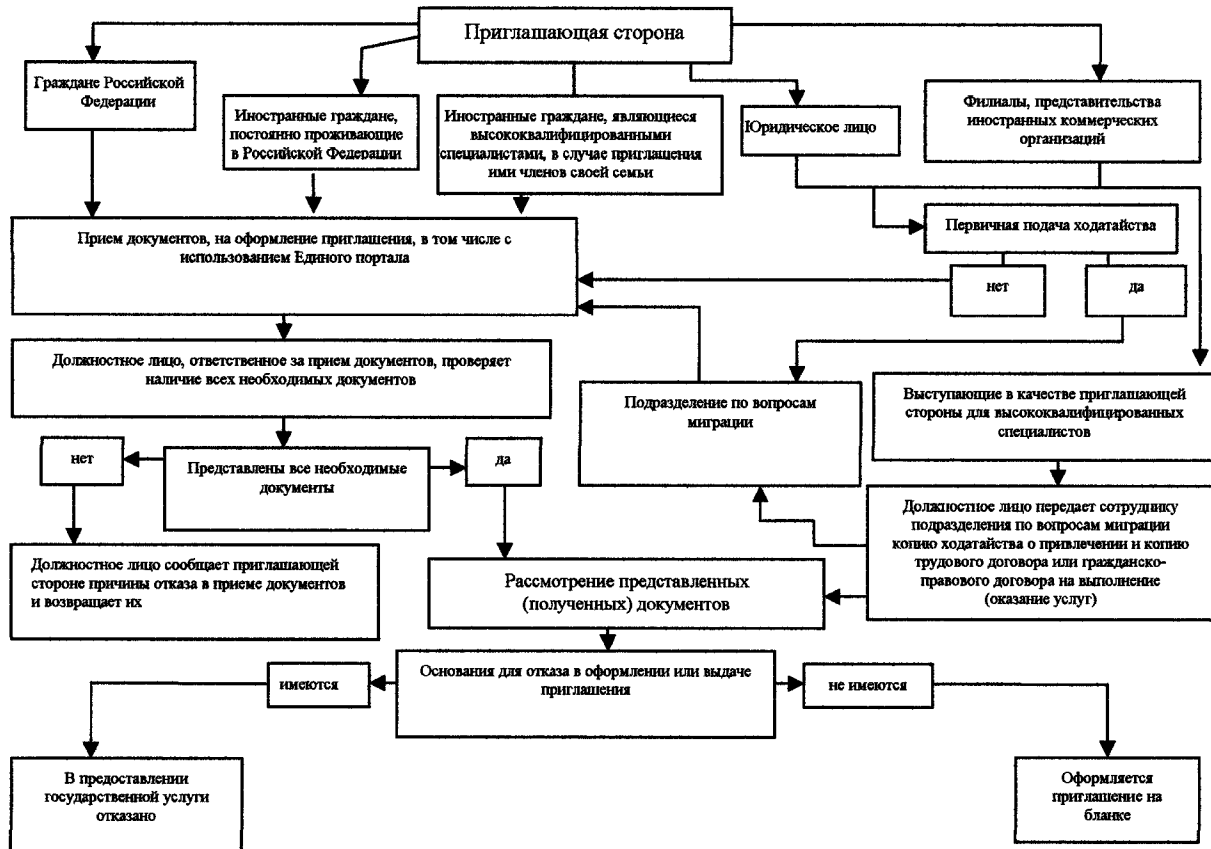 Приглашающая сторона
Граждане Российской
Федерации
Иностранные граждане,
постоянно проживающие
в Российской Федерации
Иностранные граждане, являющиеся
высококвалифицированными
специалистами, в случае приглашения
ими членов своей семьи
Юридическое лицо
Филиалы, представительства
иностранных коммерческих
организаций
Прием документов, на оформление приглашения, в том числе с
использованием Единого портала
Первичная подача ходатайства
нет
да
Должностное лицо, ответственное за прием документов, проверяет
наличие всех необходимых документов
Подразделение по вопросам
миграции
Выступающие в качестве приглашающей
стороны для высококвалифицированных
специалистов
нет
Представлены все необходимые
документы
да
Должностное лицо сообщает приглашающей
стороне причины отказа в приеме документов
и возвращает их
Рассмотрение представленных
(полученных) документов
Должностное лицо передает сотруднику
подразделения по вопросам миграции
копию ходатайства о привлечении и копию
трудового договора или гражданско-
правового договора на выполнение
(оказание услуг)
имеются
Основания для отказа в оформлении или выдаче
приглашения
не имеются
В предоставлении
государственной услуги
отказано
Оформляется
приглашение на
бланке